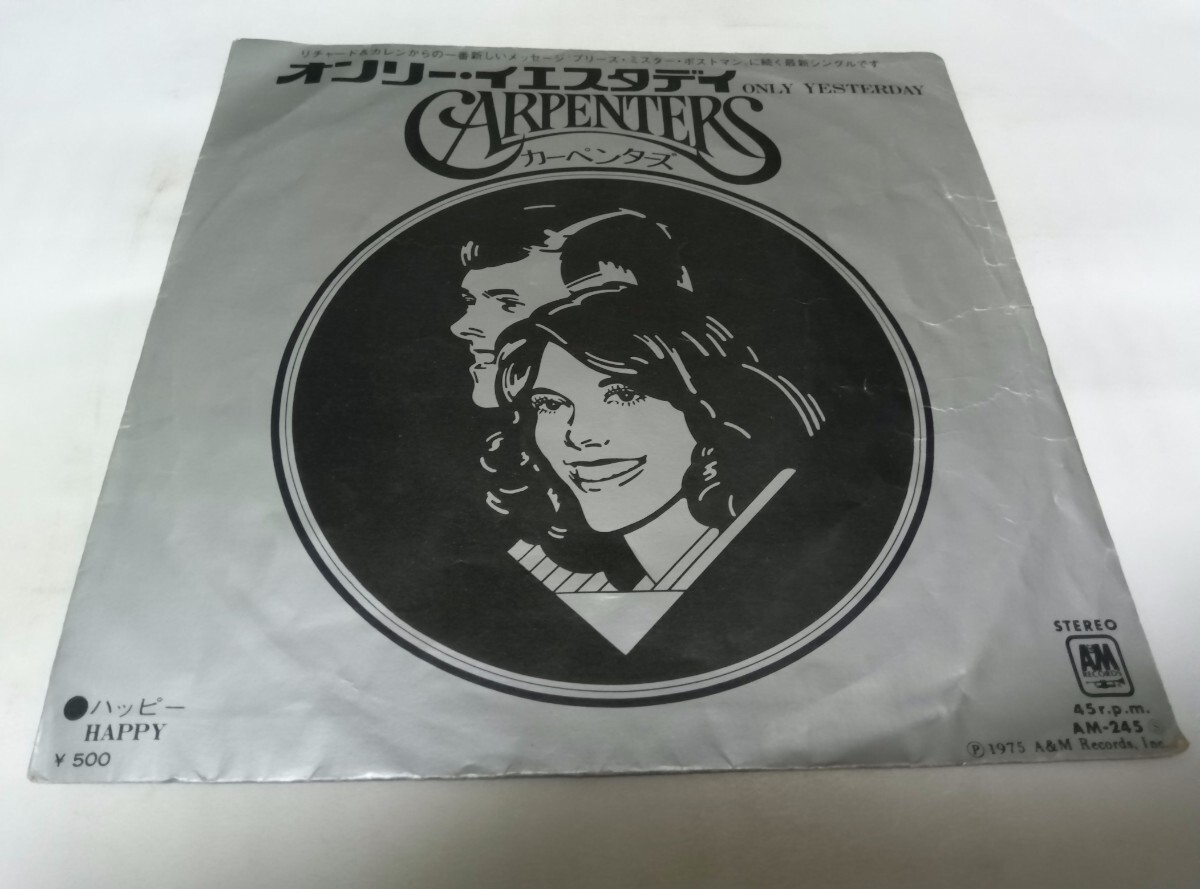 リチャード&カレンからの一番新しいメッセージ“プリーズ・ミスター・ポストマン”に続く最新シングルです
オンリー・イエスタデイ ONLY YESTERDAY
CARPENTERS
カーペンターズ
STEREO
A&M
RECORDS
45r.p.m.
AM-245
Ⓟ1975 A&M Records, Inc.
●ハッピー
HAPPY
¥500